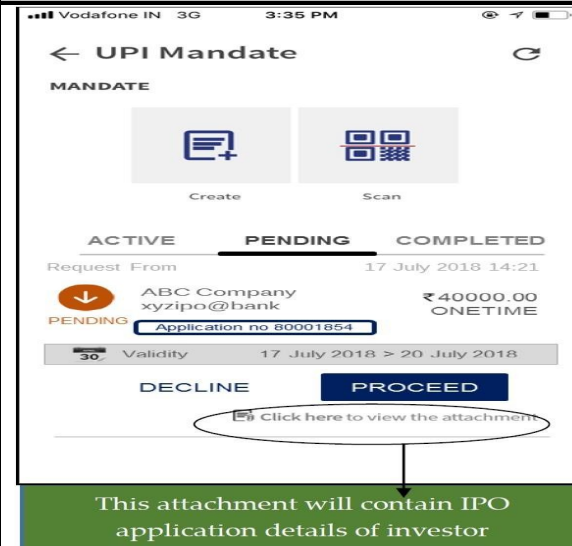 Vodafone IN 3G 3:35 PM
← UPI Mandate
MANDATE
Create Scan
ACTIVE PENDING COMPLETED
Request From 17 July 2018 14:21
ABC Company ₹40000.00
xyzipo@bank ONETIME
PENDING Application no 80001854
30 Validity 17 July 2018 > 20 July 2018
DECLINE PROCEED
Click here to view the attachment
This attachment will contain IPO
application details of investor